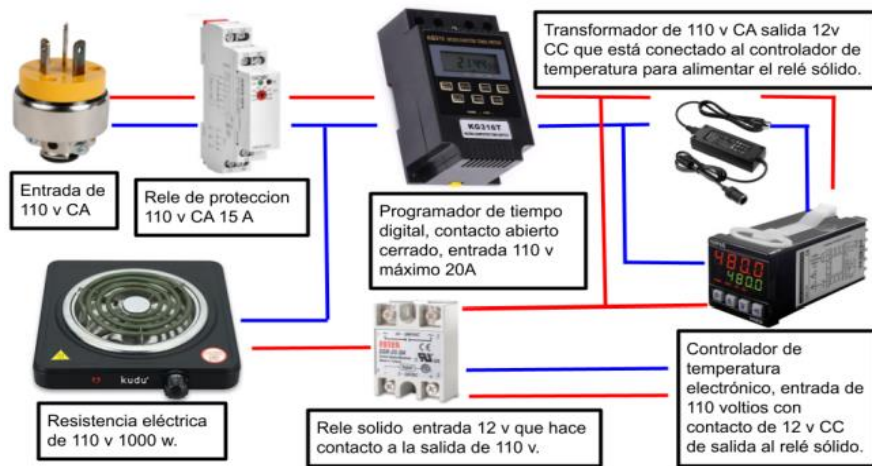 Transformador de 110 v CA salida 12v
CC que está conectado al controlador de
temperatura para alimentar el relé sólido.
KG316T
Entrada de
110 v CA
Rele de proteccion
110 v CA 15 A
Programador de tiempo
digital, contacto abierto
cerrado, entrada 110 v
máximo 20A
480.0
480.0
kudu
Resistencia eléctrica
de 110 v 1000 w.
Rele solido entrada 12 v que hace
contacto a la salida de 110 v.
Controlador de
temperatura
electrónico, entrada de
110 voltios con
contacto de 12 v CC
de salida al relé sólido.